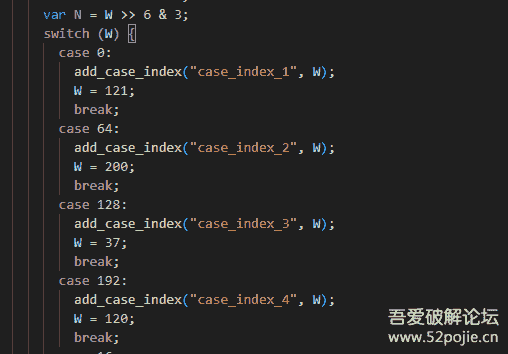 var N = W >> 6 & 3;
switch (W) {
case 0:
add_case_index("case_index_1", W);
W = 121;
break;
case 64:
add_case_index("case_index_2", W);
W = 200;
break;
case 128:
add_case_index("case_index_3", W);
W = 37;
break;
case 192:
add_case_index("case_index_4", W);
W = 120;
break;
吾爱破解论坛
www.52pojie.cn